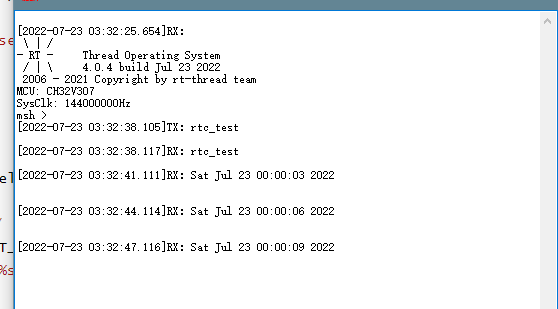 [2022-07-23 03:32:25.654]RX:
 \ | /
- RT -     Thread Operating System
 / | \     4.0.4 build Jul 23 2022
 2006 - 2021 Copyright by rt-thread team
MCU: CH32V307
SysClk: 144000000Hz
msh >
[2022-07-23 03:32:38.105]TX: rtc_test
[2022-07-23 03:32:38.117]RX: rtc_test
[2022-07-23 03:32:41.111]RX: Sat Jul 23 00:00:03 2022
[2022-07-23 03:32:44.114]RX: Sat Jul 23 00:00:06 2022
[2022-07-23 03:32:47.116]RX: Sat Jul 23 00:00:09 2022